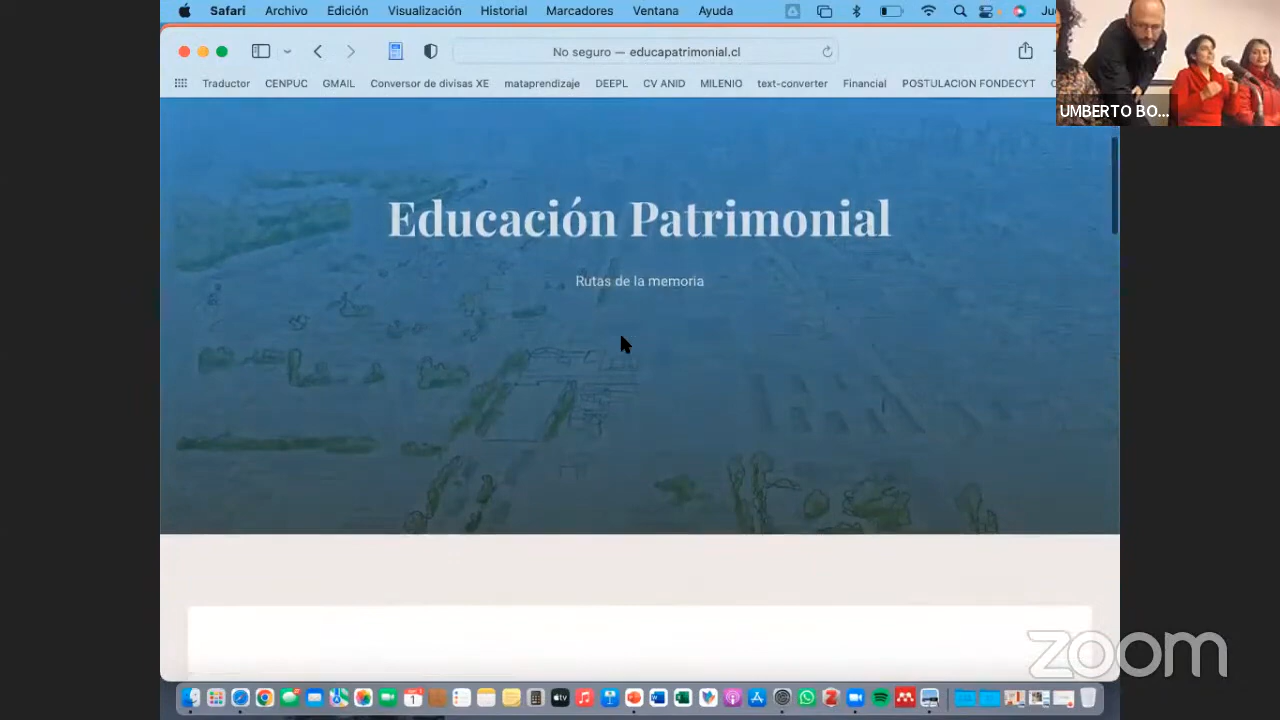 Safari Archivo Edición Visualización Historial Marcadores Ventana Ayuda Ju
No seguro — educapatrimonial.cl
Traductor CENPUC GMAIL Conversor de divisas XE mataprendizaje DEEPL CV ANID MILENIO text-converter Financial POSTULACION FONDECYT
UMBERTO BO...
Educación Patrimonial
Rutas de la memoria
zoom